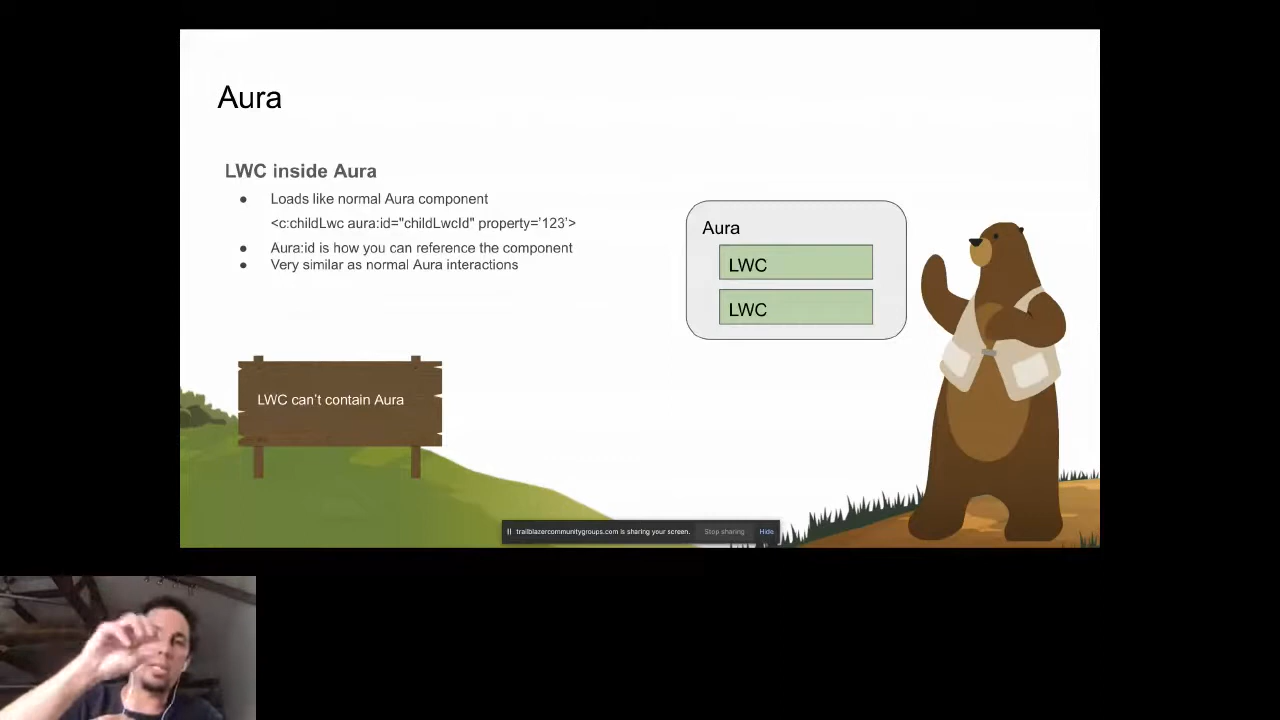 Aura
LWC inside Aura
● Loads like normal Aura component
<c:childLwc aura:id="childLwcId" property='123'>
● Aura:id is how you can reference the component
● Very similar as normal Aura interactions
Aura
LWC
LWC
LWC can't contain Aura
trailblazercommunitygroups.com is sharing your screen. Stop sharing Hide